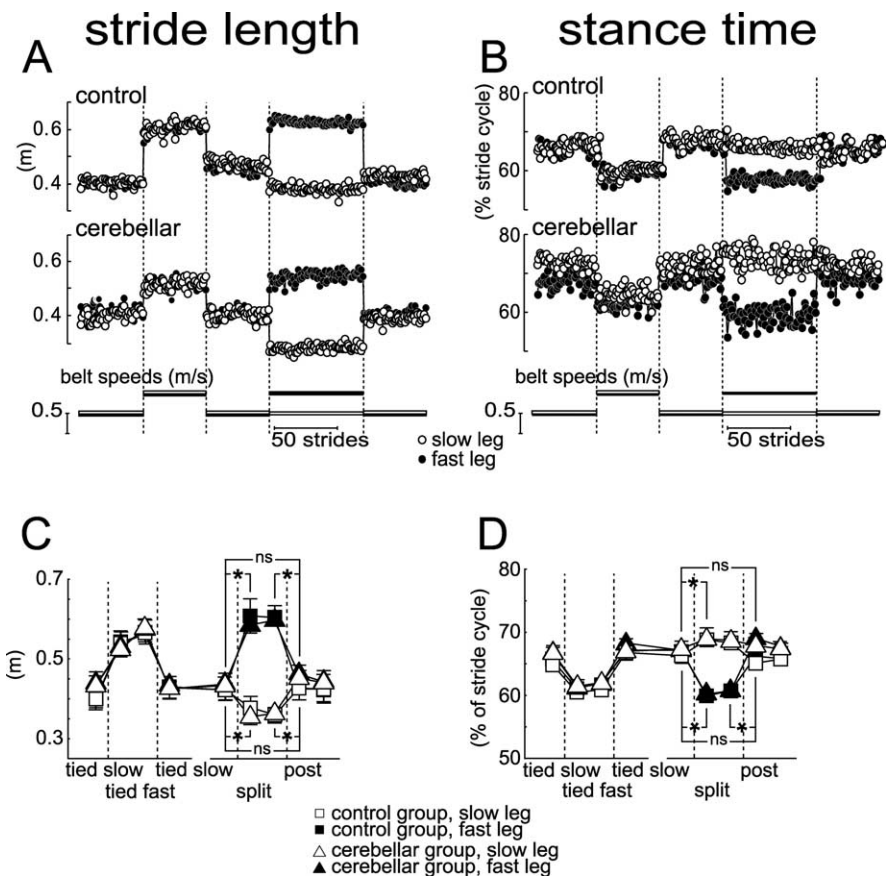 stride length
stance time
A
control
0.6
(m)
0.4
cerebellar
0.6
0.4
belt speeds (m/s)
0.5
50 strides
B
control
80
(% stride cycle)
60
cerebellar
80
60
belt speeds (m/s)
0.5
50 strides
slow leg
fast leg
C
0.7
(m)
0.5
0.3
ns
* *
* *
ns
tied slow tied slow post
tied fast split
D
80
(% of stride cycle)
70
60
50
ns
*
* *
ns
tied slow tied slow post
tied fast split
control group, slow leg
control group, fast leg
cerebellar group, slow leg
cerebellar group, fast leg